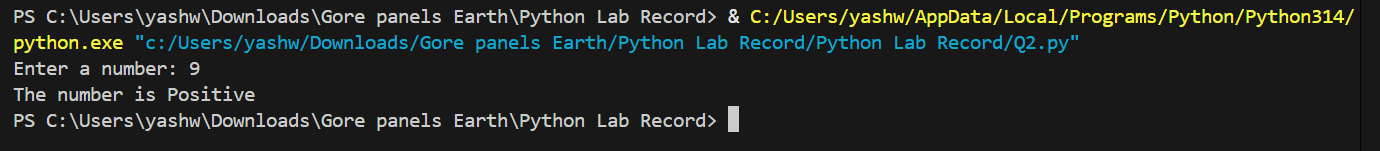 PS C:\Users\yashw\Downloads\Gore panels Earth\Python Lab Record> & C:/Users/yashw/AppData/Local/Programs/Python/Python314/
python.exe "c:/Users/yashw/Downloads/Gore panels Earth/Python Lab Record/Python Lab Record/Q2.py"
Enter a number: 9
The number is Positive
PS C:\Users\yashw\Downloads\Gore panels Earth\Python Lab Record>